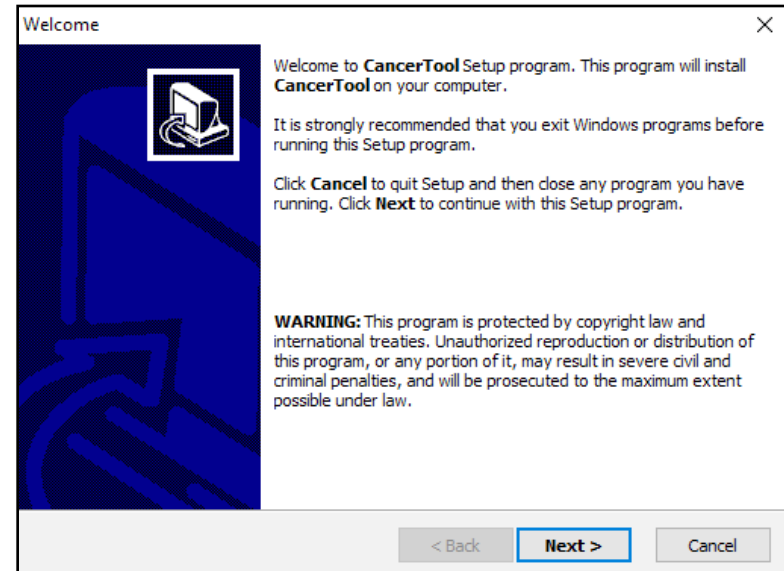 Welcome
Welcome to CancerTool Setup program. This program will install
CancerTool on your computer.
It is strongly recommended that you exit Windows programs before
running this Setup program.
Click Cancel to quit Setup and then close any program you have
running. Click Next to continue with this Setup program.
WARNING: This program is protected by copyright law and
international treaties. Unauthorized reproduction or distribution of
this program, or any portion of it, may result in severe civil and
criminal penalties, and will be prosecuted to the maximum extent
possible under law.
< Back Next > Cancel